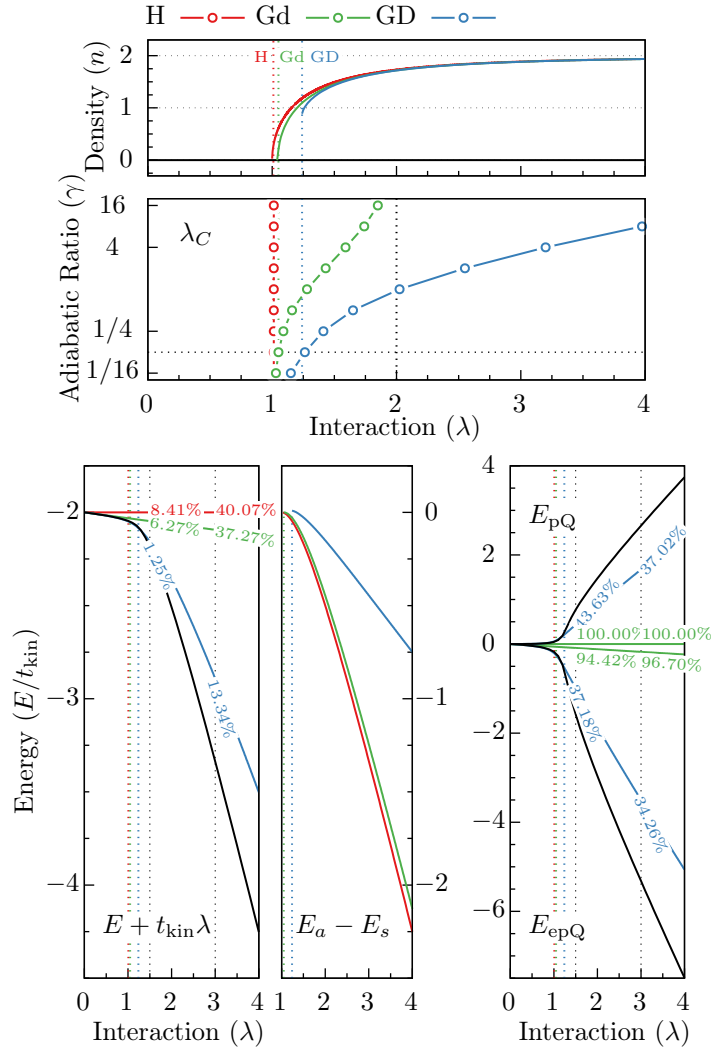 H Gd GD
Density (n)
2
1
0
H Gd GD
1 2 3 4
Adiabatic Ratio (γ)
16
4
1/4
1/16
λC
0 1 2 3 4
Interaction (λ)
Energy (E/tkin)
−2
−3
−4
8.41% 40.07%
6.27% 37.27%
1.25%
13.34%
E + tkinλ
0 1 2 3 4
Interaction (λ)
0
−1
−2
Ea − Es
1 2 3 4
4
2
0
−2
−4
−6
EpQ
43.63% 37.02%
100.00% 100.00%
94.42% 96.70%
37.18%
34.26%
EepQ
0 1 2 3 4
Interaction (λ)